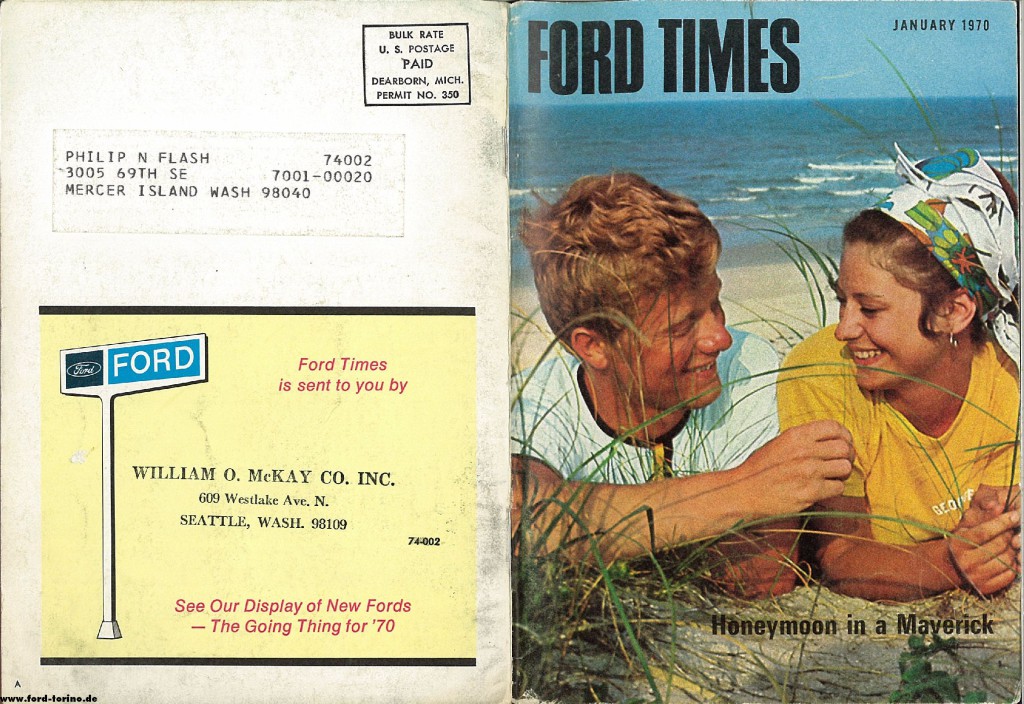 BULK RATE
U. S. POSTAGE
PAID
DEARBORN, MICH.
PERMIT NO. 350
PHILIP N FLASH 74002
3005 69TH SE 7001-00020
MERCER ISLAND WASH 98040
Ford
FORD
Ford Times
is sent to you by
WILLIAM O. McKAY CO. INC.
609 Westlake Ave. N.
SEATTLE, WASH. 98109
74-002
See Our Display of New Fords
— The Going Thing for '70
A
www.ford-torino.de
FORD TIMES
JANUARY 1970
Honeymoon in a Maverick